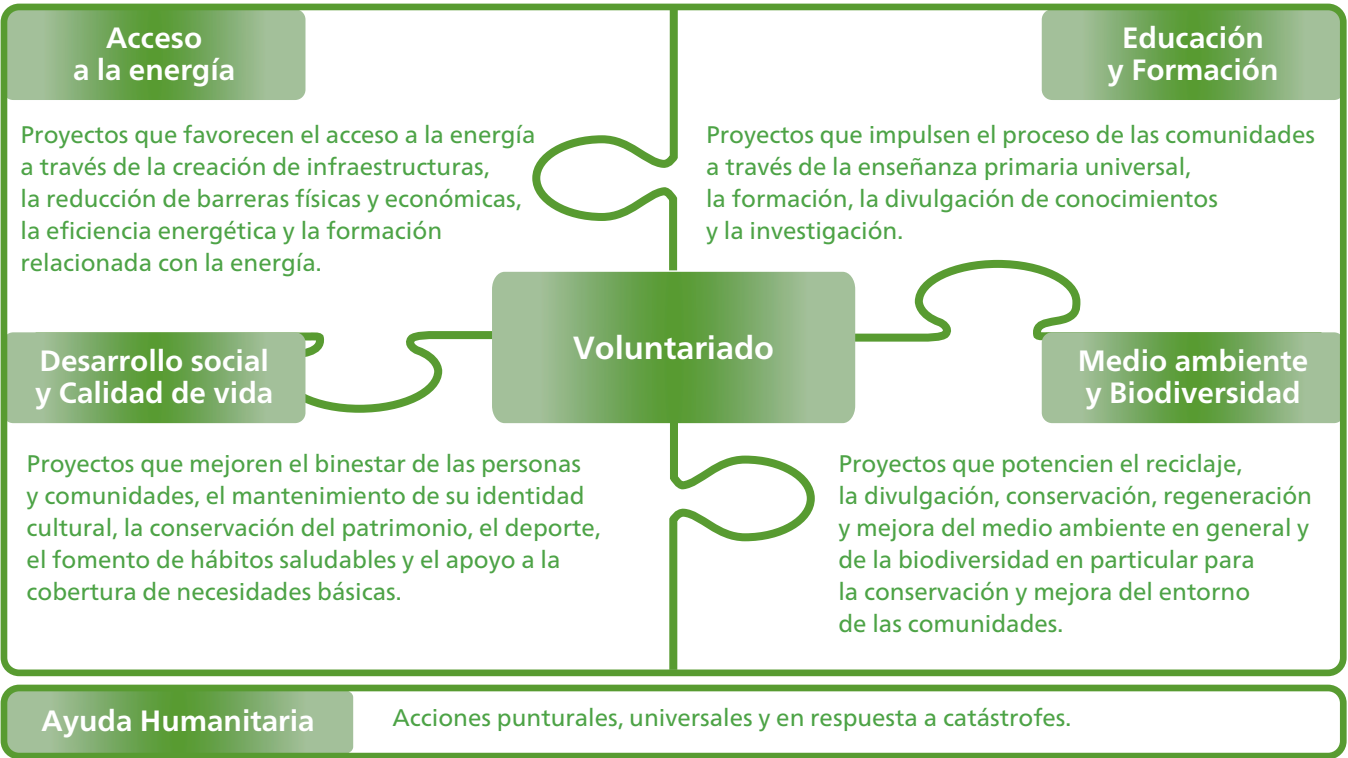 Acceso
a la energía
Proyectos que favorecen el acceso a la energía
a través de la creación de infraestructuras,
la reducción de barreras físicas y económicas,
la eficiencia energética y la formación
relacionada con la energía.
Educación
y Formación
Proyectos que impulsen el proceso de las comunidades
a través de la enseñanza primaria universal,
la formación, la divulgación de conocimientos
y la investigación.
Voluntariado
Desarrollo social
y Calidad de vida
Proyectos que mejoren el binestar de las personas
y comunidades, el mantenimiento de su identidad
cultural, la conservación del patrimonio, el deporte,
el fomento de hábitos saludables y el apoyo a la
cobertura de necesidades básicas.
Medio ambiente
y Biodiversidad
Proyectos que potencien el reciclaje,
la divulgación, conservación, regeneración
y mejora del medio ambiente en general y
de la biodiversidad en particular para
la conservación y mejora del entorno
de las comunidades.
Ayuda Humanitaria
Acciones punturales, universales y en respuesta a catástrofes.